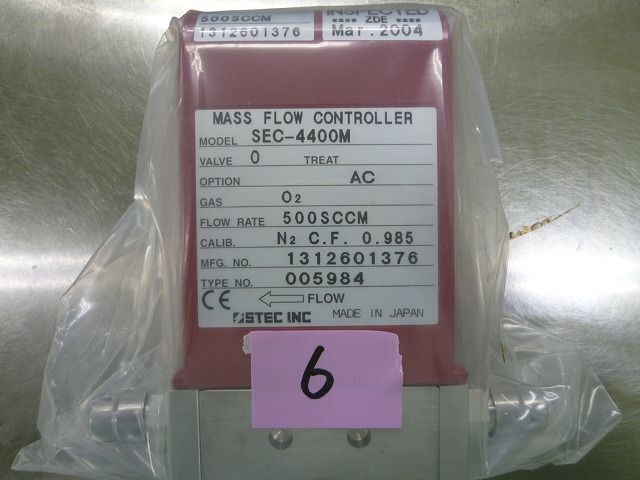 500SCCM
1312601376
INSPECTED
**** ZDE ****
Mar.2004
MASS FLOW CONTROLLER
MODEL SEC-4400M
VALVE O TREAT
OPTION AC
GAS O2
FLOW RATE 500SCCM
CALIB. N2 C.F. 0.985
MFG. NO. 1312601376
TYPE NO. 005984
CE FLOW
STEC INC MADE IN JAPAN
6